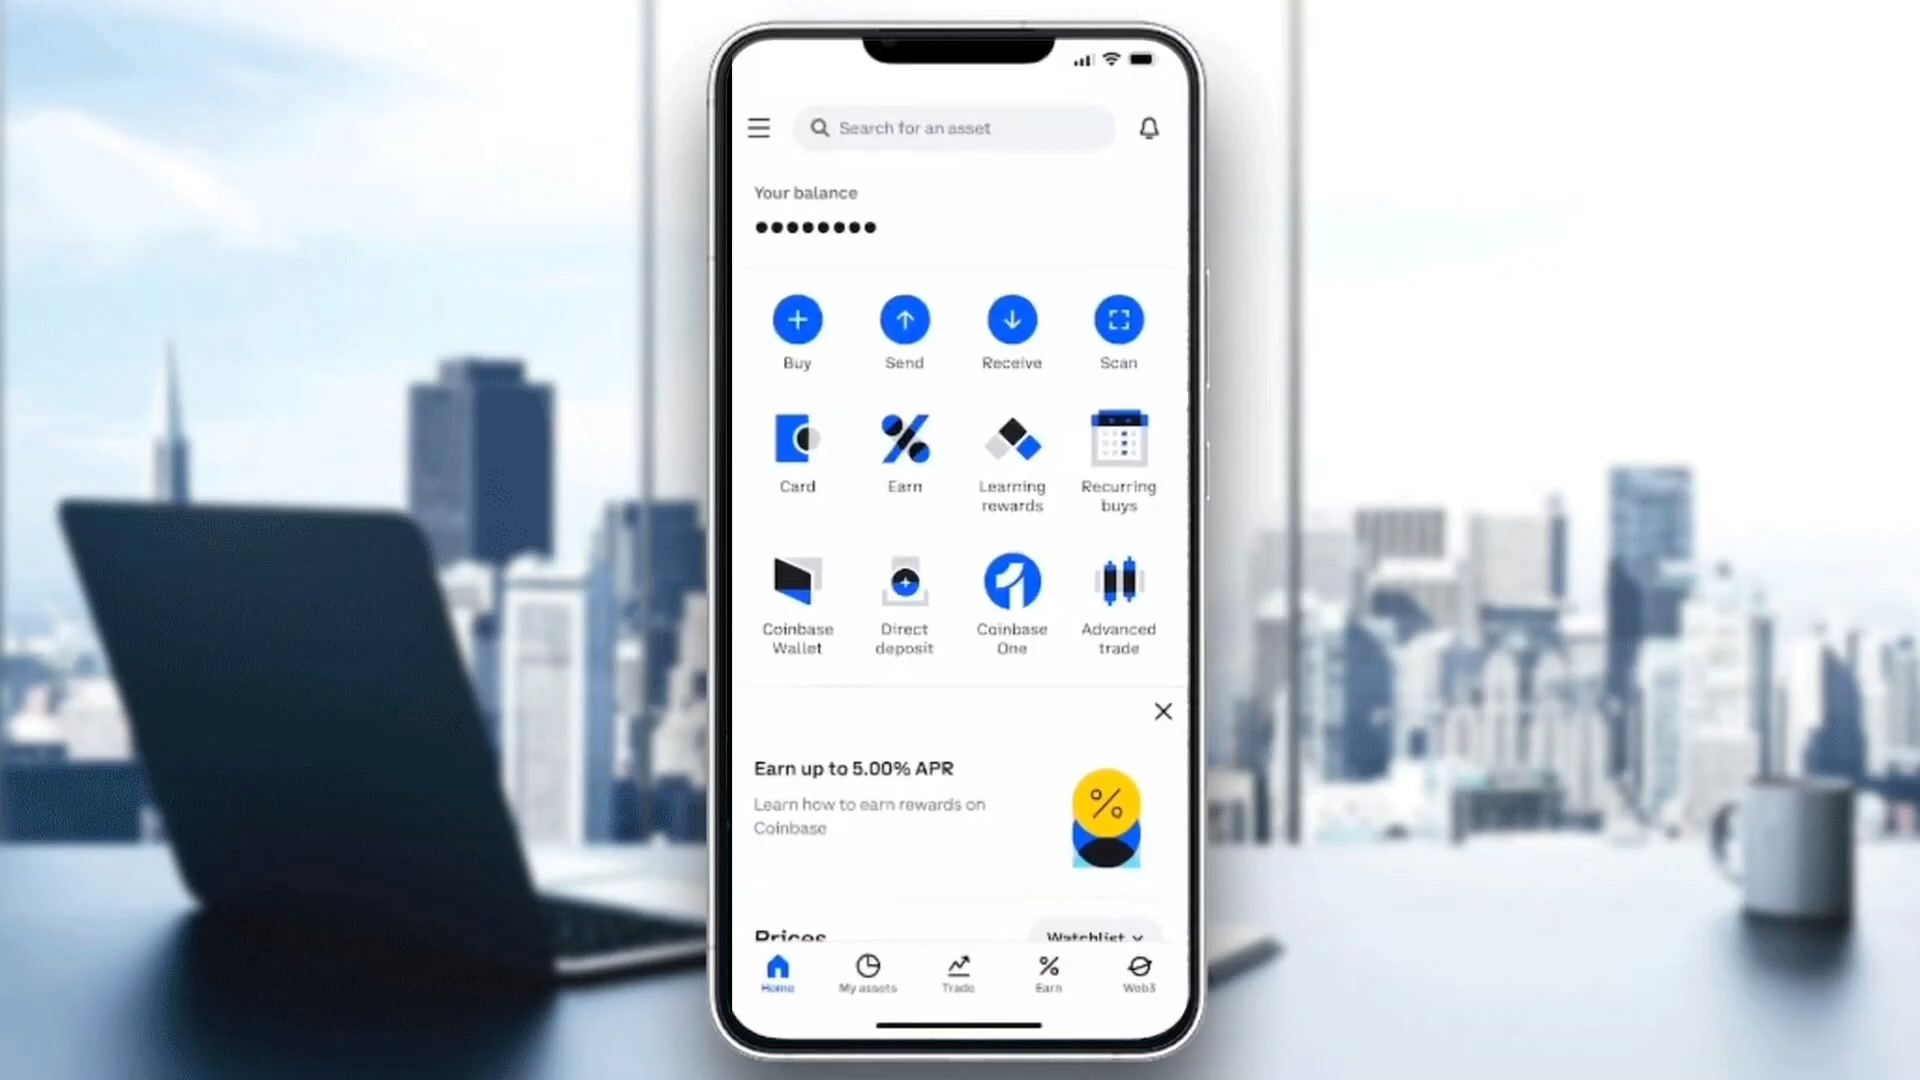 Search for an asset
Your balance
Buy
Send
Receive
Scan
Card
Earn
Learning
rewards
Recurring
buys
Coinbase
Wallet
Direct
deposit
Coinbase
One
Advanced
trade
Earn up to 5.00% APR
Learn how to earn rewards on
Coinbase
Prices
Watchlist
Home
My assets
Trade
Earn
Web3